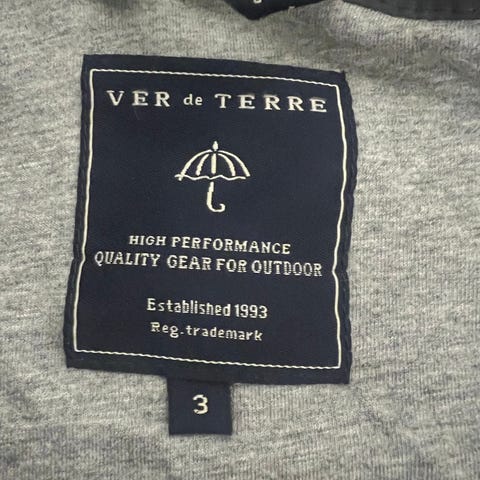 VER de TERRE
HIGH PERFORMANCE
QUALITY GEAR FOR OUTDOOR
Established 1993
Reg. trademark
3